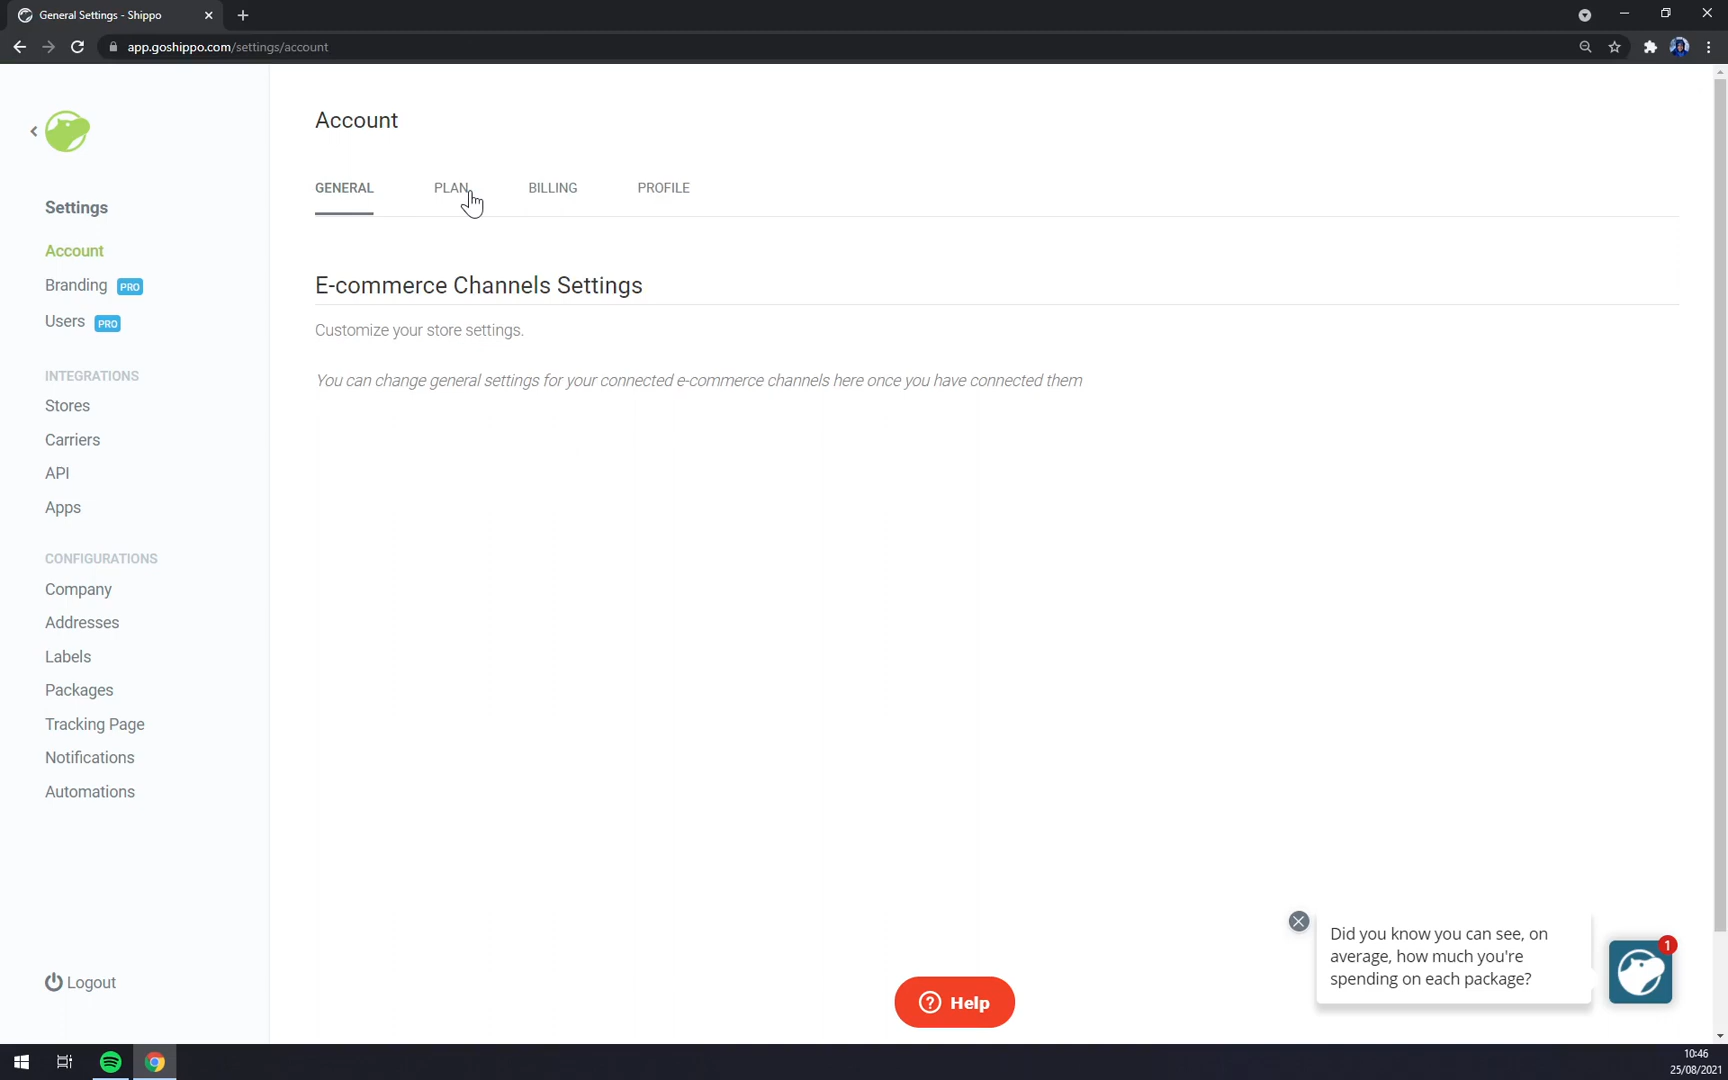 General Settings - Shippo
app.goshippo.com/settings/account
Account
GENERAL
PLAN
BILLING
PROFILE
Settings
Account
Branding PRO
Users PRO
INTEGRATIONS
Stores
Carriers
API
Apps
CONFIGURATIONS
Company
Addresses
Labels
Packages
Tracking Page
Notifications
Automations
Logout
E-commerce Channels Settings
Customize your store settings.
You can change general settings for your connected e-commerce channels here once you have connected them
Did you know you can see, on
average, how much you're
spending on each package?
1
Help
10:46
25/08/2021